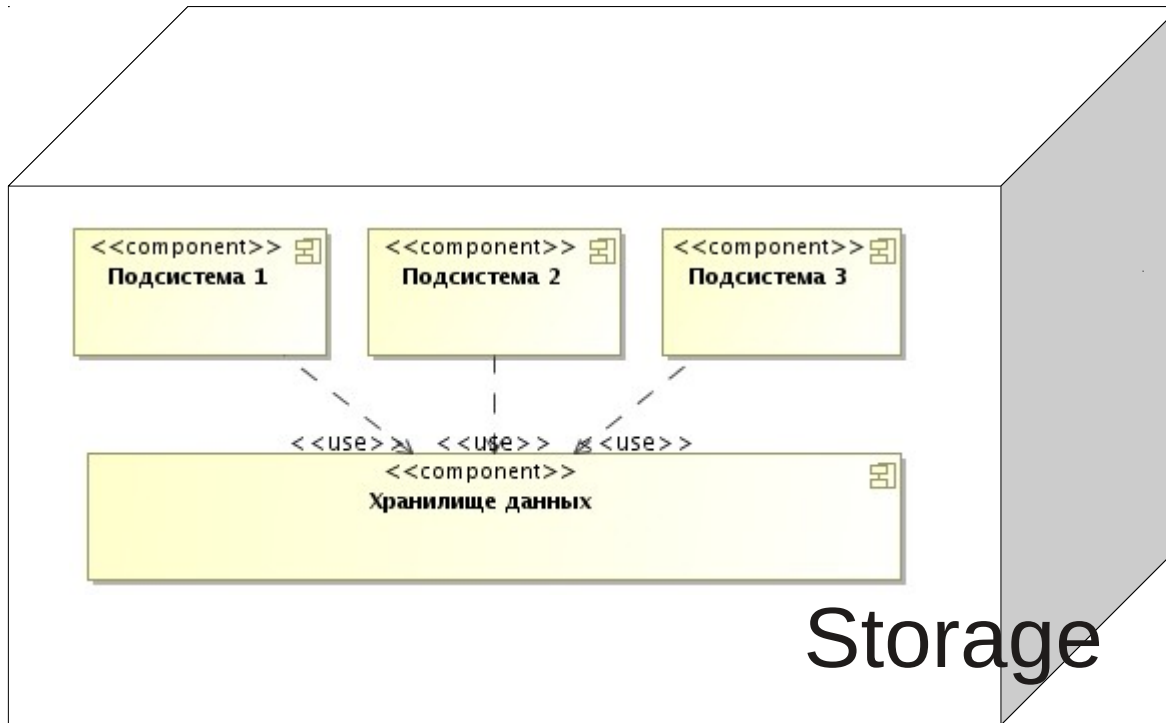 <<component>>
Подсистема 1
<<component>>
Подсистема 2
<<component>>
Подсистема 3
<<use>>
<<use>>
<<use>>
<<component>>
Хранилище данных
Storage